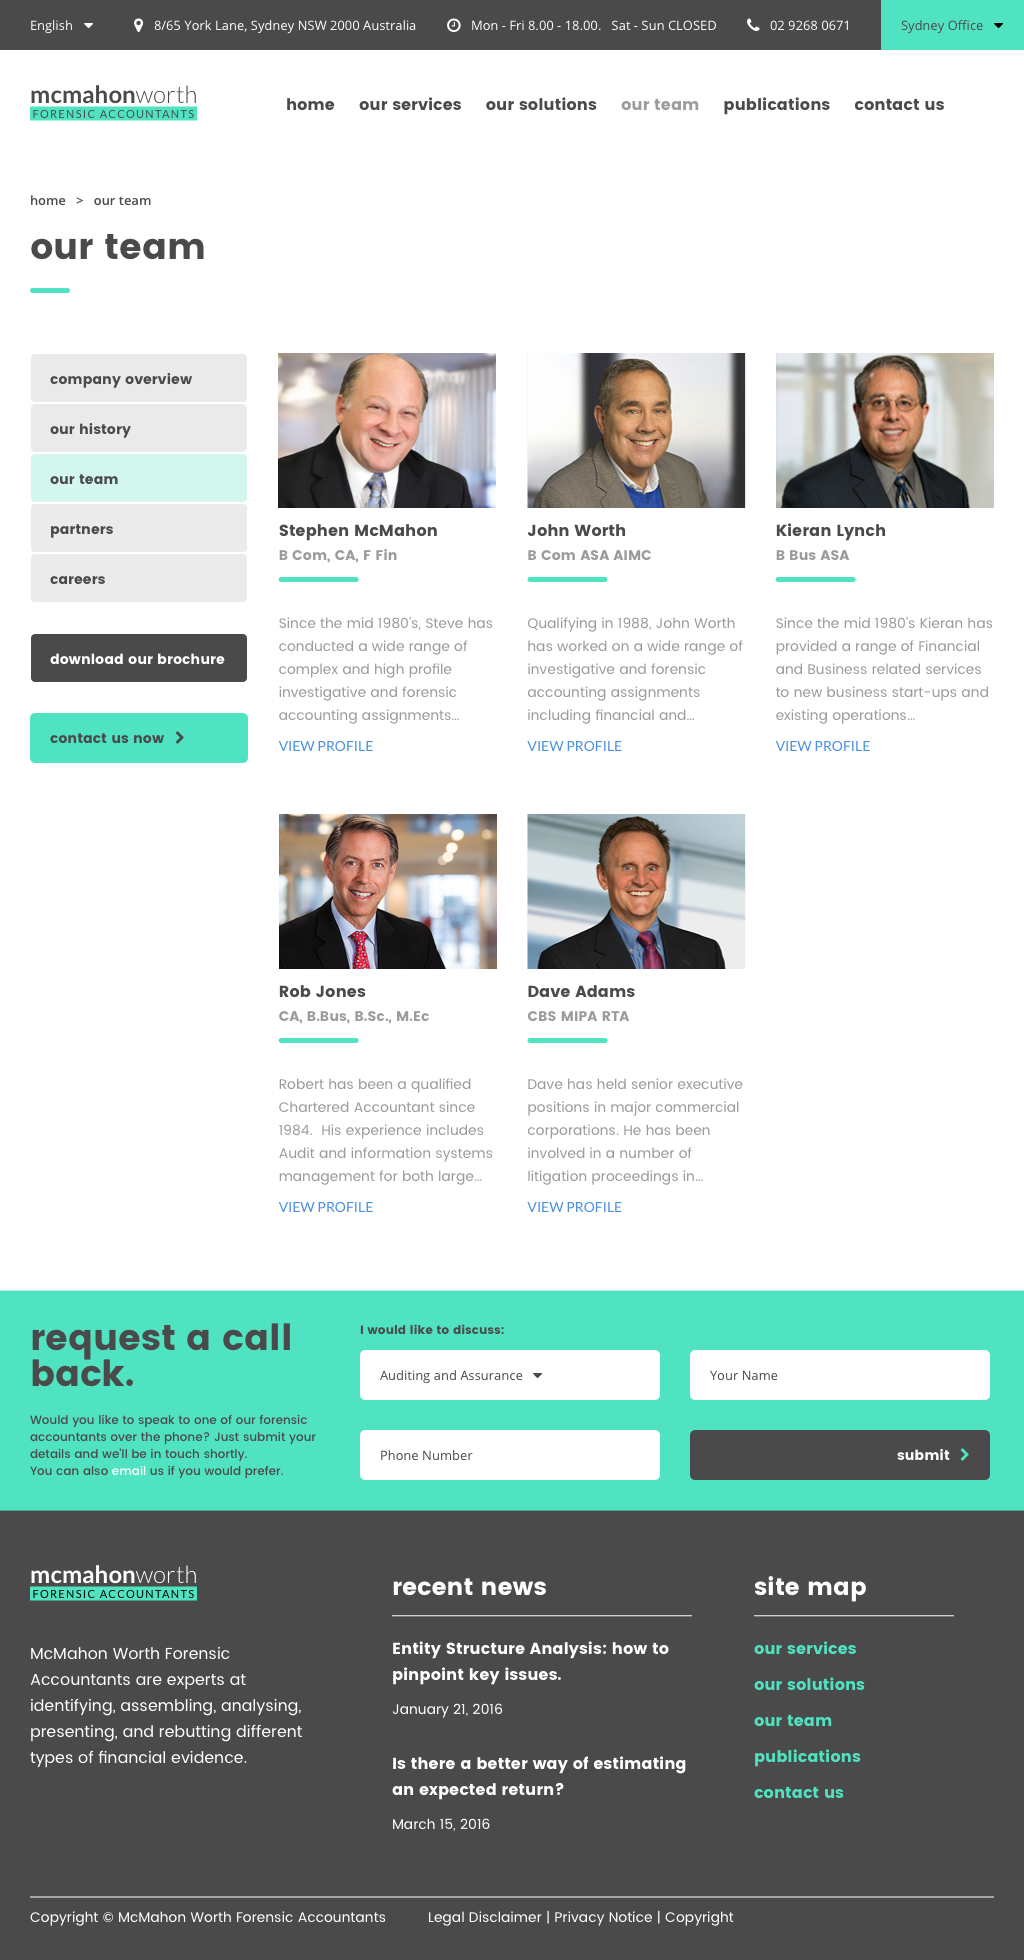 English 8/65 York Lane, Sydney NSW 2000 Australia Mon - Fri 8.00 - 18.00. Sat - Sun CLOSED 02 9268 0671 Sydney Office
mcmahonworth
FORENSIC ACCOUNTANTS
home our services our solutions our team publications contact us
home > our team
our team
company overview
our history
our team
partners
careers
download our brochure
contact us now
Stephen McMahon
B Com, CA, F Fin
Since the mid 1980's, Steve has
conducted a wide range of
complex and high profile
investigative and forensic
accounting assignments...
VIEW PROFILE
John Worth
B Com ASA AIMC
Qualifying in 1988, John Worth
has worked on a wide range of
investigative and forensic
accounting assignments
including financial and...
VIEW PROFILE
Kieran Lynch
B Bus ASA
Since the mid 1980's Kieran has
provided a range of Financial
and Business related services
to new business start-ups and
existing operations...
VIEW PROFILE
Rob Jones
CA, B.Bus, B.Sc., M.Ec
Robert has been a qualified
Chartered Accountant since
1984. His experience includes
Audit and information systems
management for both large...
VIEW PROFILE
Dave Adams
CBS MIPA RTA
Dave has held senior executive
positions in major commercial
corporations. He has been
involved in a number of
litigation proceedings in...
VIEW PROFILE
request a call
back.
Would you like to speak to one of our forensic
accountants over the phone? Just submit your
details and we'll be in touch shortly.
You can also email us if you would prefer.
I would like to discuss:
Auditing and Assurance
Your Name
Phone Number
submit
mcmahonworth
FORENSIC ACCOUNTANTS
McMahon Worth Forensic
Accountants are experts at
identifying, assembling, analysing,
presenting, and rebutting different
types of financial evidence.
recent news
Entity Structure Analysis: how to
pinpoint key issues.
January 21, 2016
Is there a better way of estimating
an expected return?
March 15, 2016
site map
our services
our solutions
our team
publications
contact us
Copyright © McMahon Worth Forensic Accountants Legal Disclaimer | Privacy Notice | Copyright